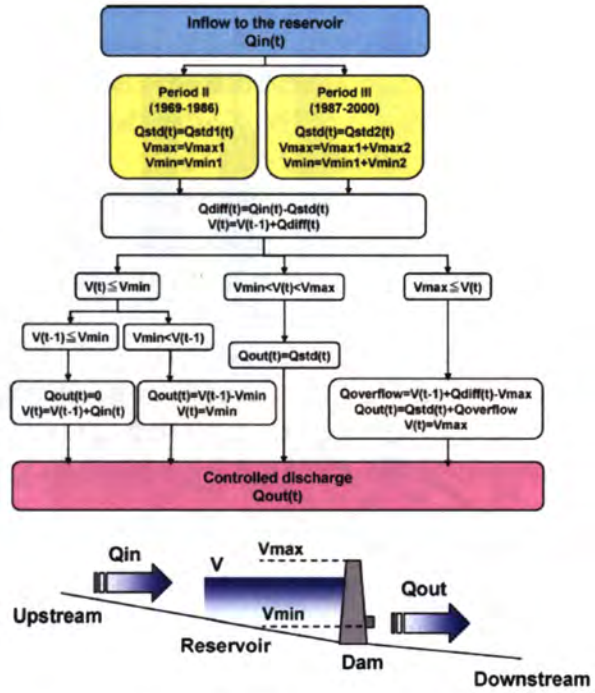 Inflow to the reservoir
Qin(t)
Period II
(1969-1986)
Qstd(t)=Qstd1(t)
Vmax=Vmax1
Vmin=Vmin1
Period III
(1987-2000)
Qstd(t)=Qstd2(t)
Vmax=Vmax1+Vmax2
Vmin=Vmin1+Vmin2
Qdiff(t)=Qin(t)-Qstd(t)
V(t)=V(t-1)+Qdiff(t)
V(t)≦Vmin
Vmin<V(t)<Vmax
Vmax≦V(t)
V(t-1)≦Vmin
Vmin<V(t-1)
Qout(t)=Qstd(t)
Qout(t)=0
V(t)=V(t-1)+Qin(t)
Qout(t)=V(t-1)-Vmin
V(t)=Vmin
Qoverflow=V(t-1)+Qdiff(t)-Vmax
Qout(t)=Qstd(t)+Qoverflow
V(t)=Vmax
Controlled discharge
Qout(t)
Qin
V
Vmax
Qout
Upstream
Vmin
Reservoir
Dam
Downstream